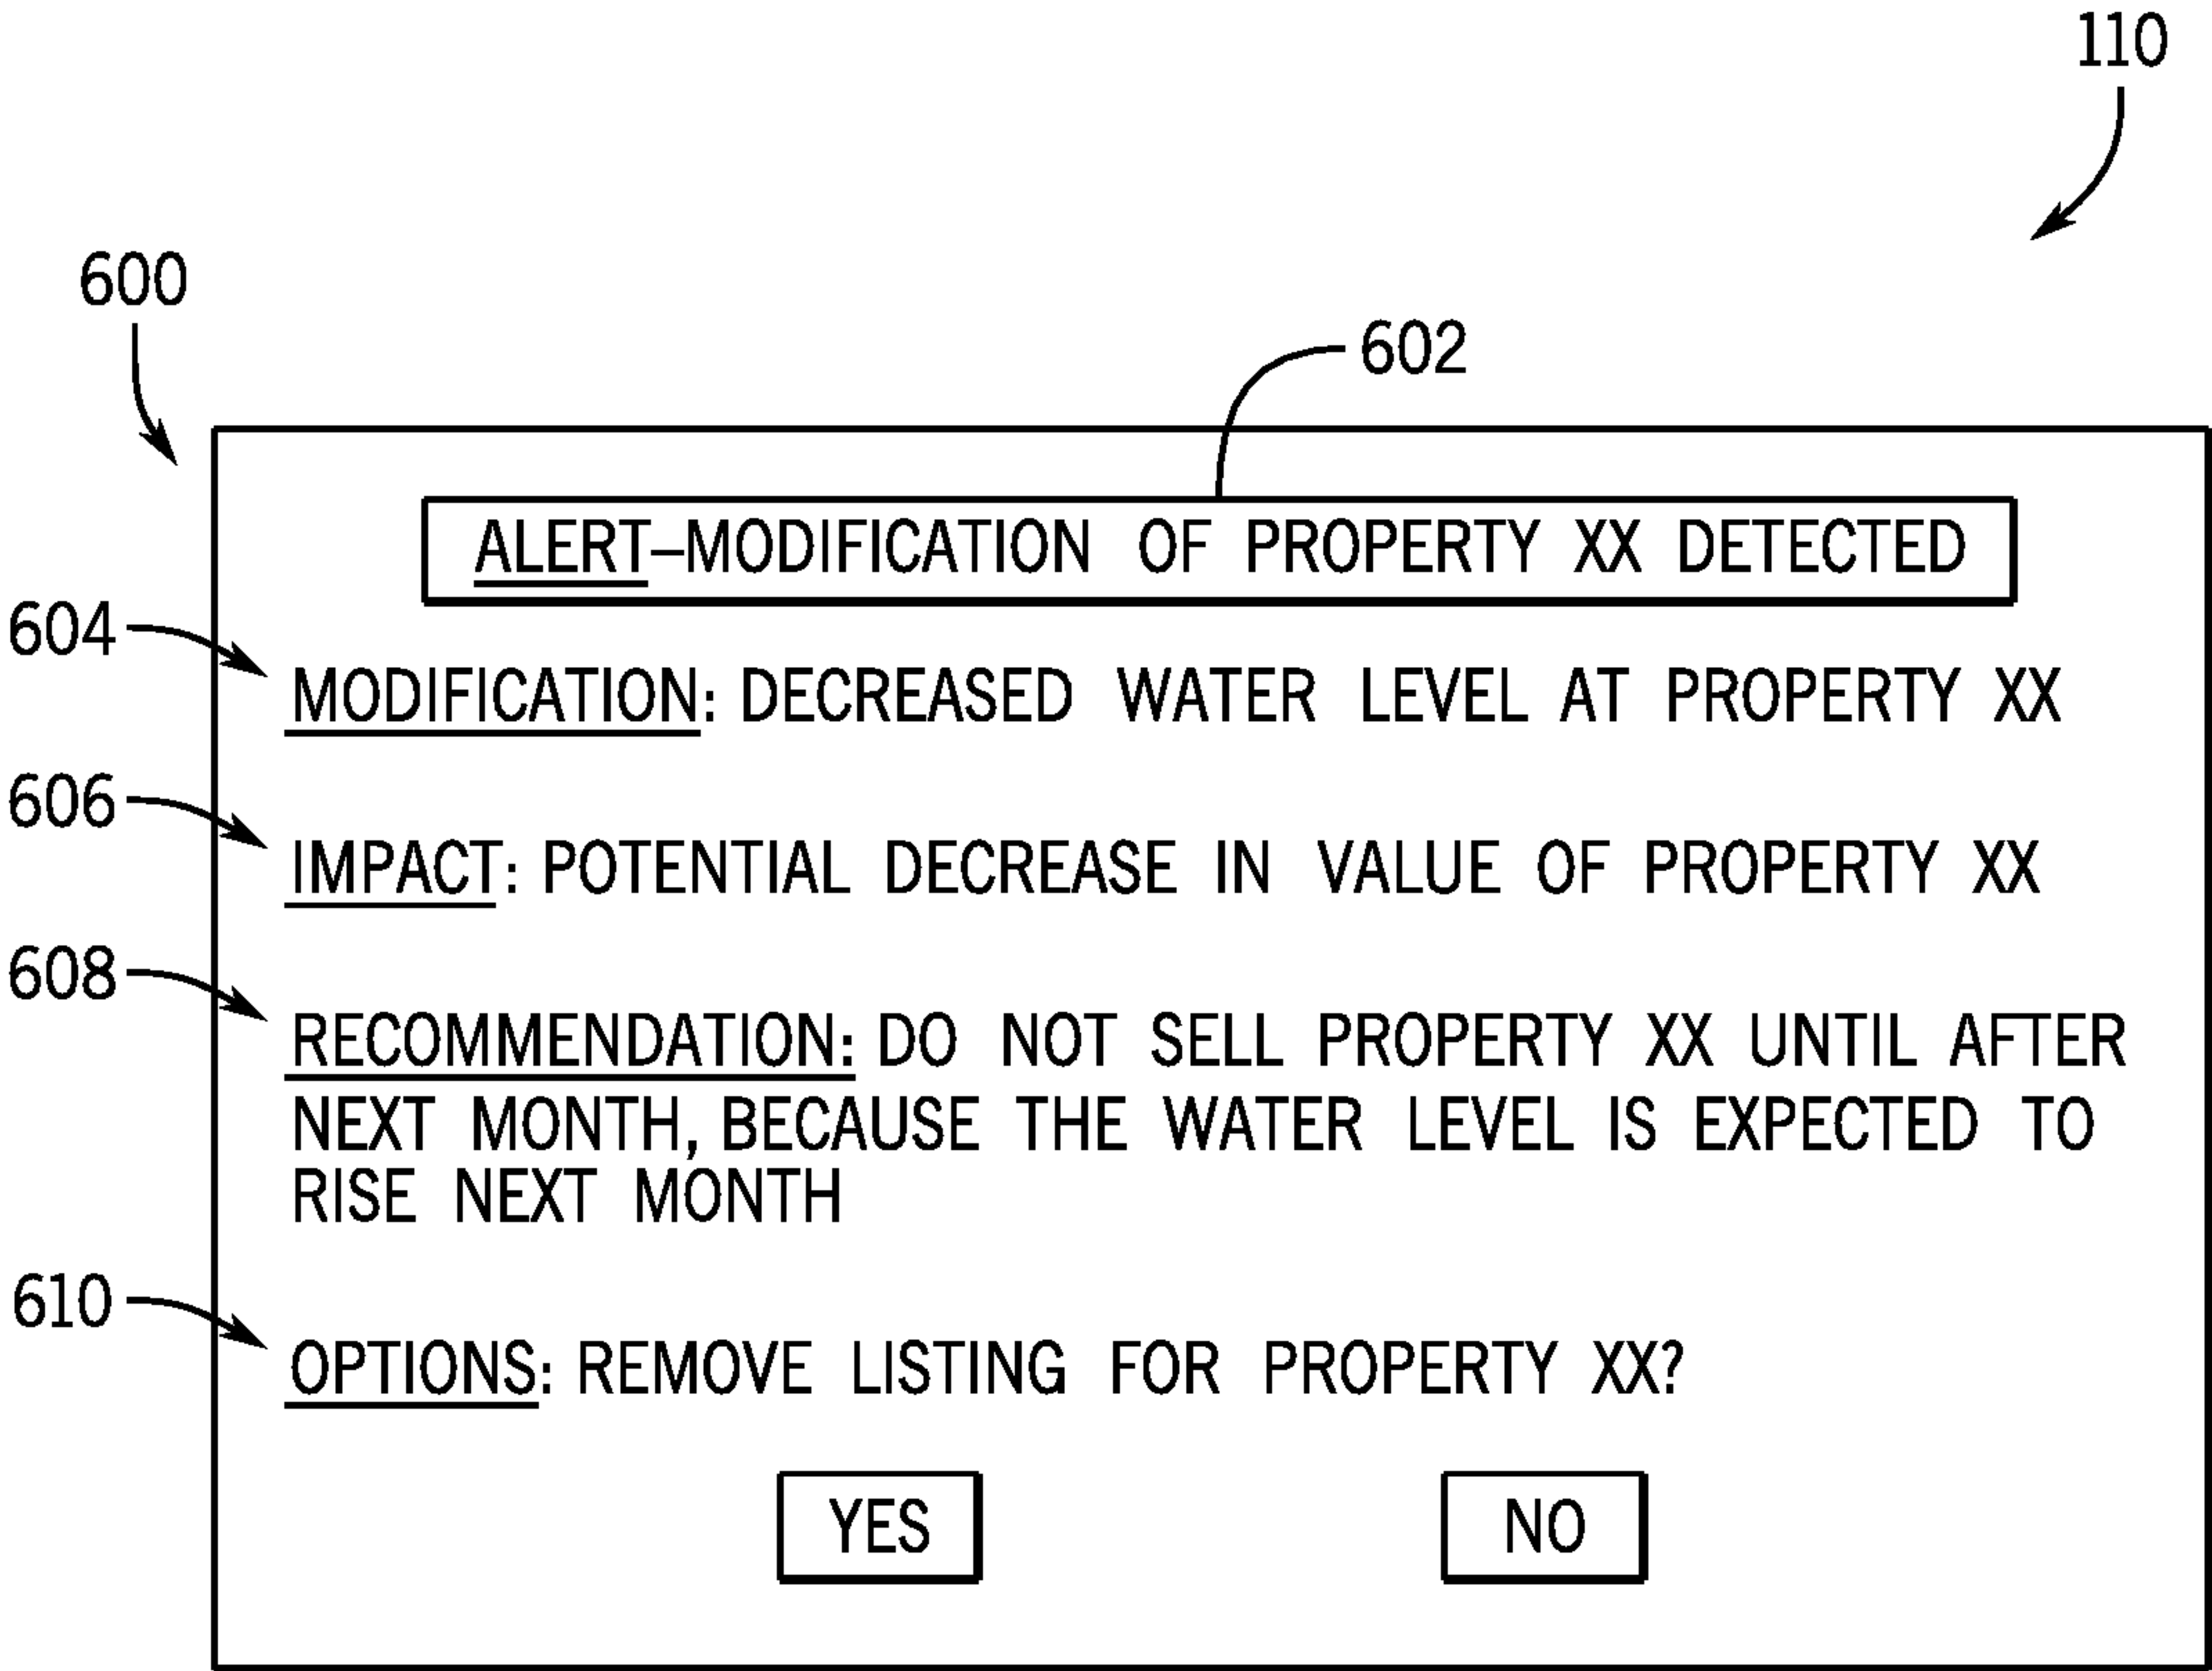 110
600
602
ALERT–MODIFICATION OF PROPERTY XX DETECTED
604
MODIFICATION: DECREASED WATER LEVEL AT PROPERTY XX
606
IMPACT: POTENTIAL DECREASE IN VALUE OF PROPERTY XX
608
RECOMMENDATION: DO NOT SELL PROPERTY XX UNTIL AFTER
NEXT MONTH, BECAUSE THE WATER LEVEL IS EXPECTED TO
RISE NEXT MONTH
610
OPTIONS: REMOVE LISTING FOR PROPERTY XX?
YES NO